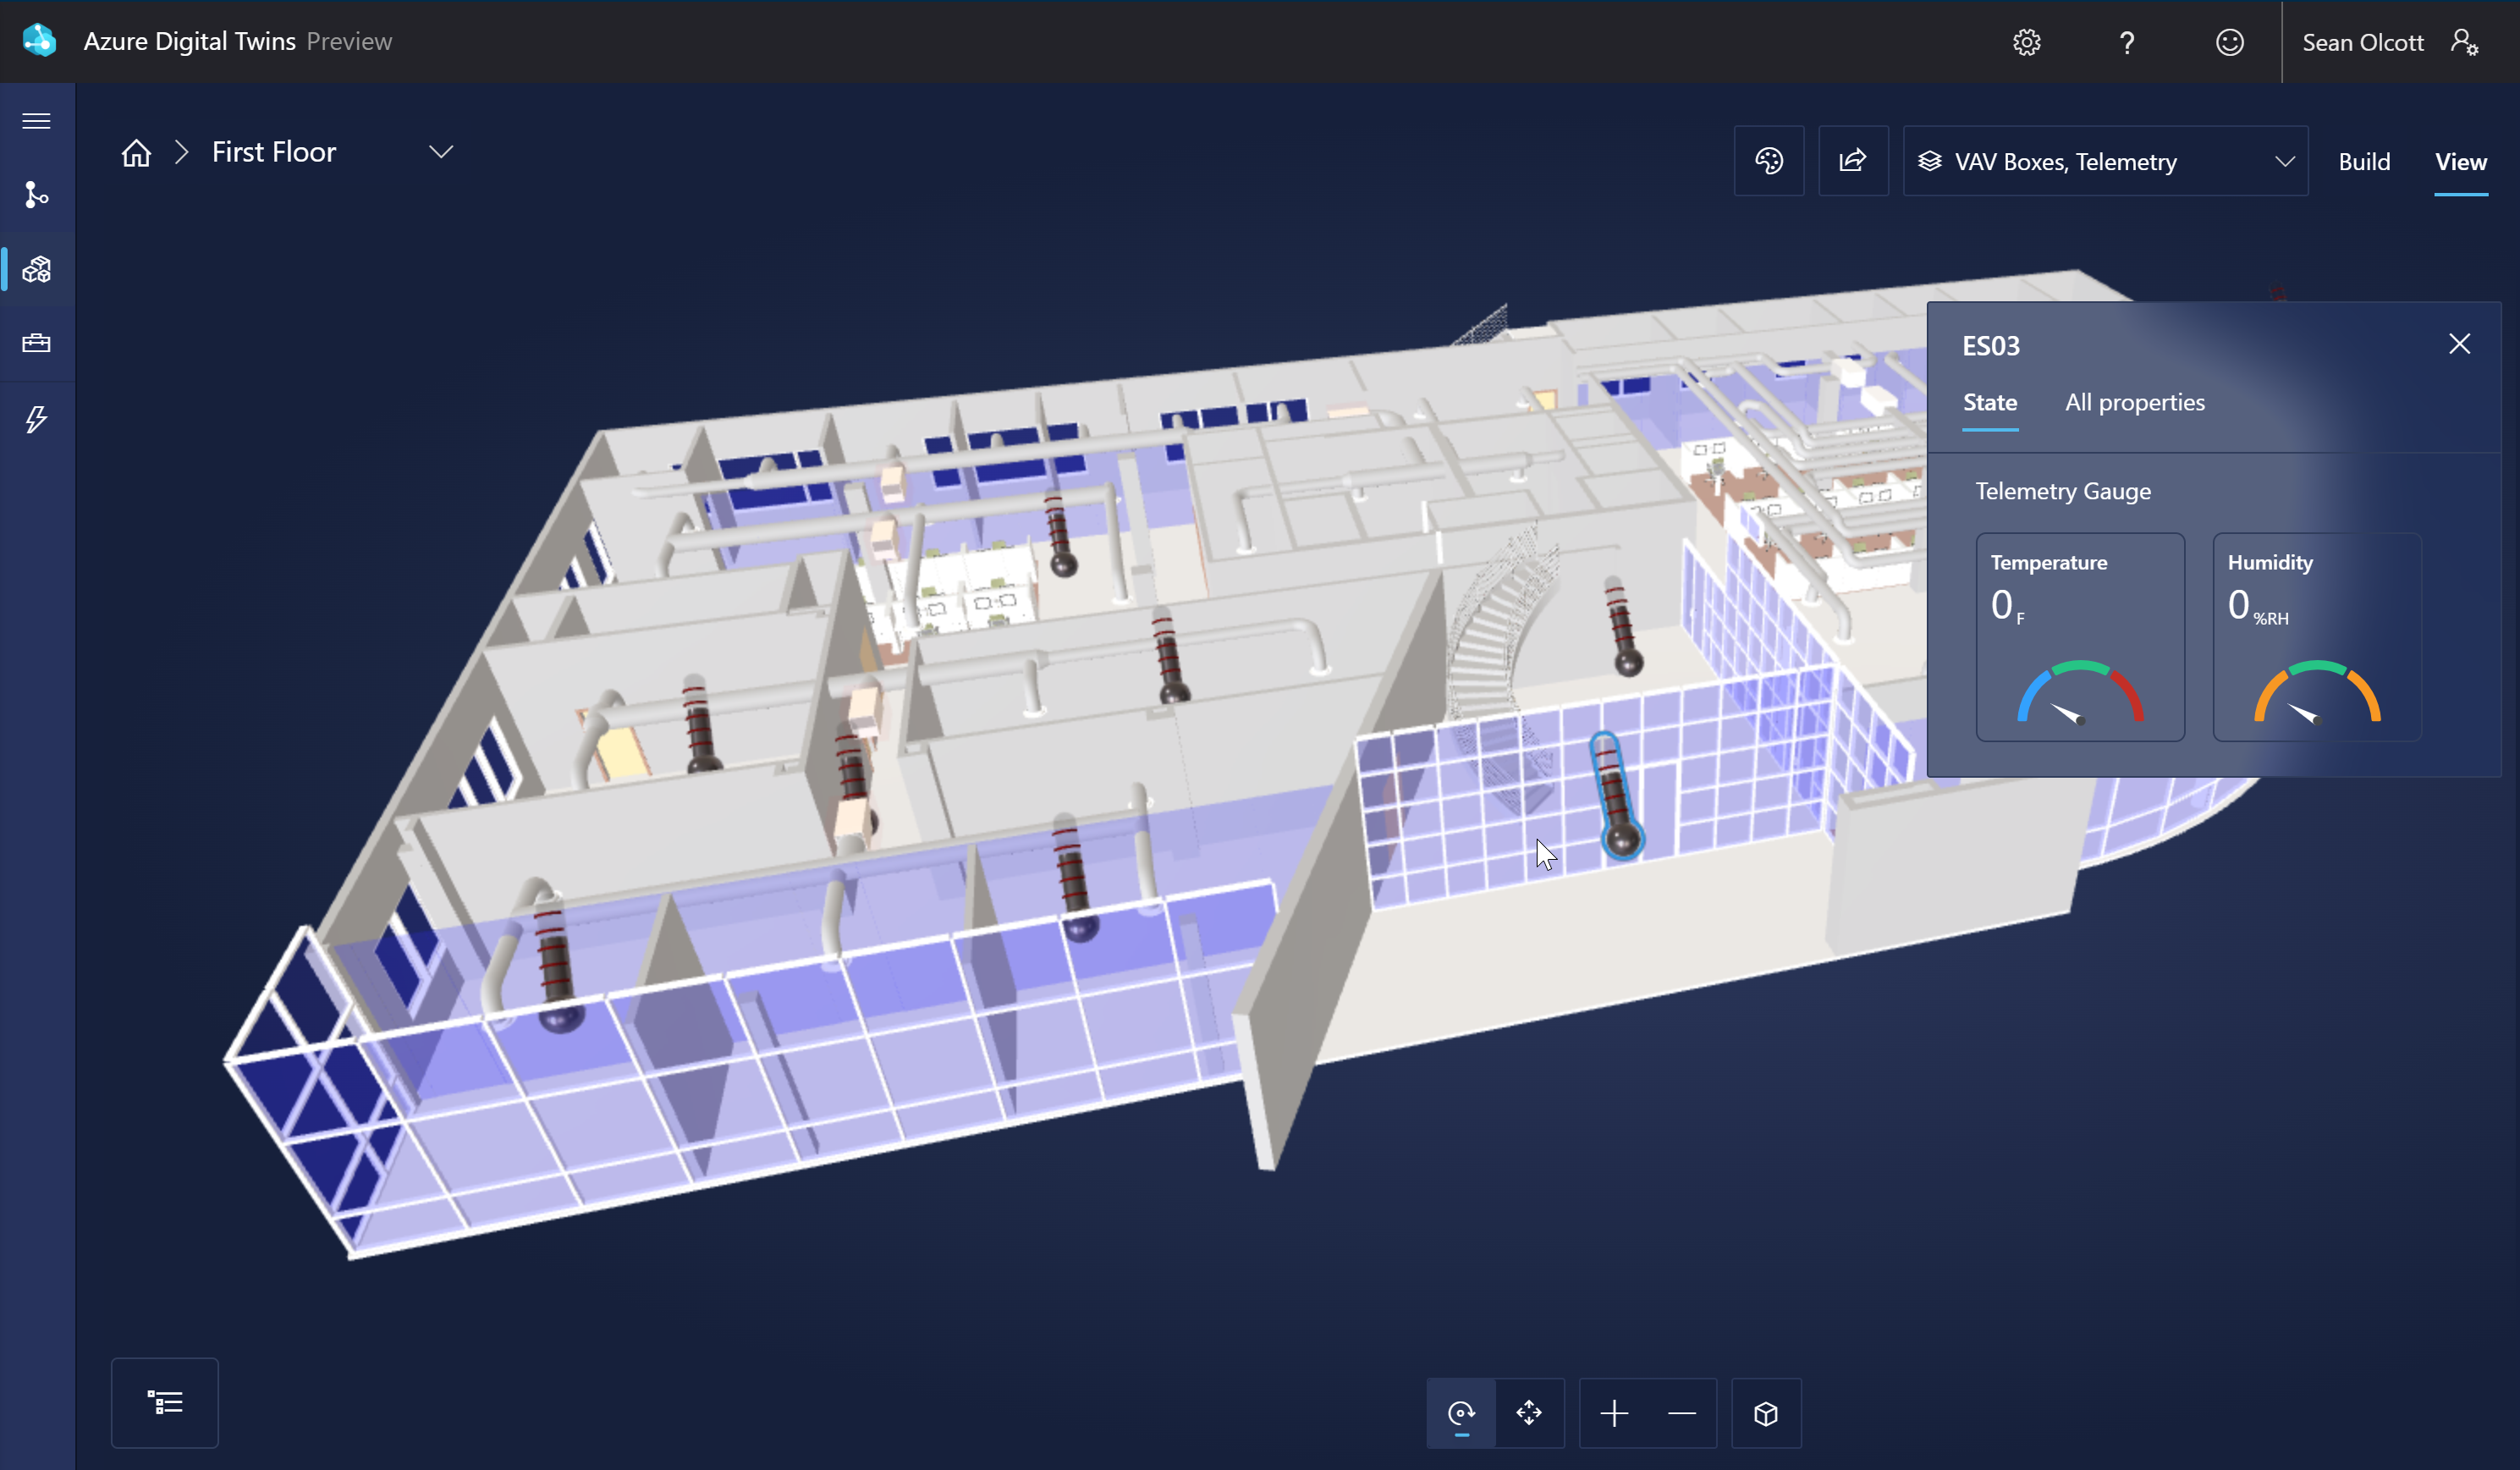 Azure Digital Twins Preview
Sean Olcott
First Floor
VAV Boxes, Telemetry
Build
View
ES03
State
All properties
Telemetry Gauge
Temperature
0 F
Humidity
0 %RH